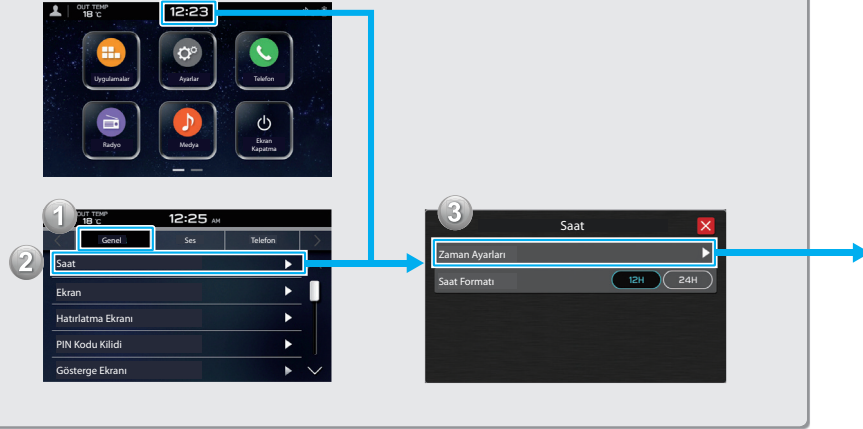 OUT TEMP
18 °C
12:23
Uygulamalar
Ayarlar
Telefon
Radyo
Medya
Ekran
Kapatma
1
OUT TEMP
18 °C
12:25 AM
Genel
Ses
Telefon
2
Saat
Ekran
Hatırlatma Ekranı
PIN Kodu Kilidi
Gösterge Ekranı
3
Saat
Zaman Ayarları
Saat Formatı
12H
24H